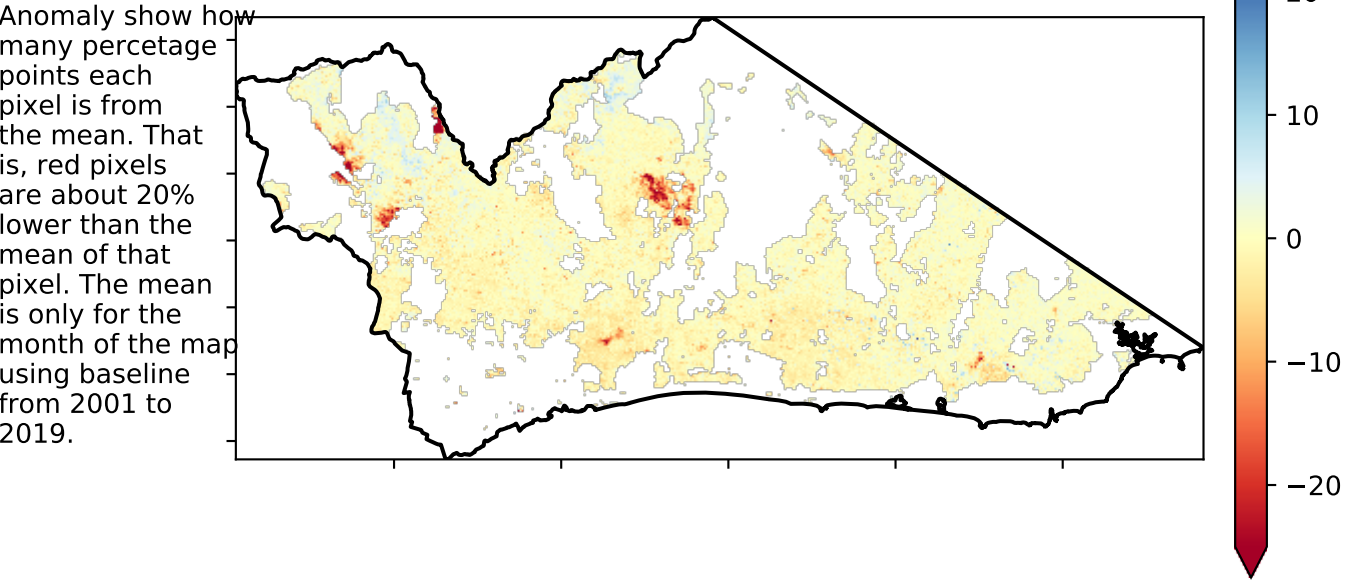 Anomaly show how
many percetage
points each
pixel is from
the mean. That
is, red pixels
are about 20%
lower than the
mean of that
pixel. The mean
is only for the
month of the map
using baseline
from 2001 to
2019.
10
0
−10
−20